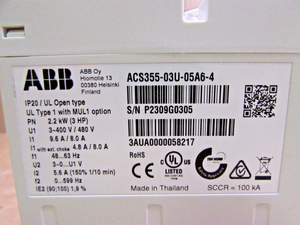 ABB
ABB Oy
Hiomotie 13
00380 Helsinki
Finland
ACS355-03U-05A6-4
S/N P2309G0305
IP20 / UL Open type
UL Type 1 with MUL1 option
PN 2.2 kW (3 HP)
U1 3~400 V / 480 V
I1 9.6 A / 8.0 A
I1 with ext. choke 4.8 A / 8.0 A
f1 48...63 Hz
U2 3~0...U1 V
I2 5.6 A (150% 1/10 min)
f2 0...599 Hz
IE2 (90;100) 1,9 %
3AUA0000058217
RoHS
CE
UL
LISTED
Made in Thailand
SCCR = 100 kA